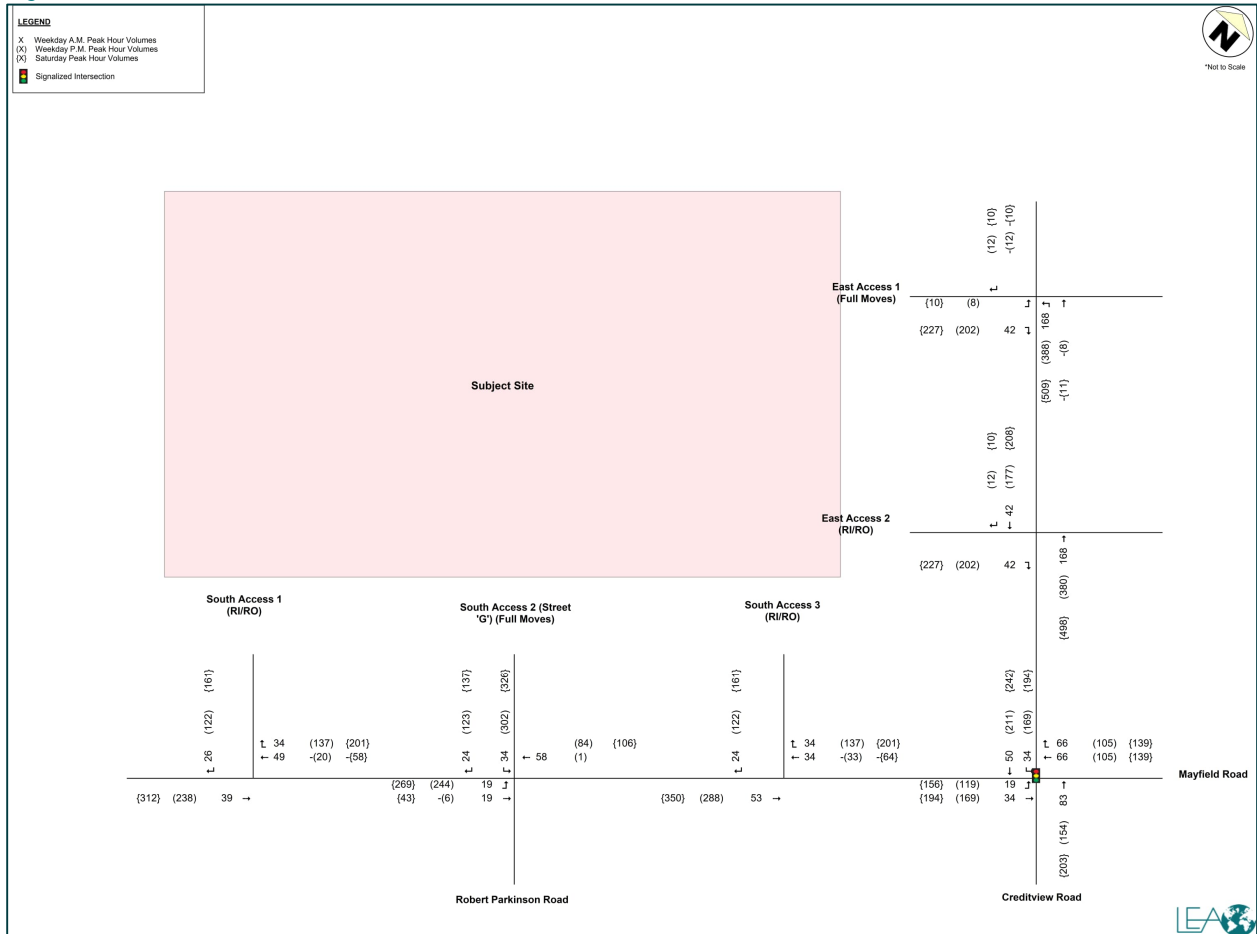 LEGEND
X Weekday A.M. Peak Hour Volumes
(X) Weekday P.M. Peak Hour Volumes
{X} Saturday Peak Hour Volumes
Signalized Intersection
N
*Not to Scale
(12) {10}
-(12) -{10}
East Access 1
(Full Moves)
{10} (8)
{227} (202) 42
168 (388) {509}
-(8) -{11}
Subject Site
(12) {10}
42 (177) {208}
East Access 2
(RI/RO)
{227} (202) 42
168 (380) {498}
South Access 1
(RI/RO)
South Access 2 (Street
'G') (Full Moves)
South Access 3
(RI/RO)
26 (122) {161}
34 (137) {201}
← 49 -(20) -{58}
{312} (238) 39 →
24 (123) {137}
34 (302) {326}
(84) {106}
← 58 (1)
{269} (244) 19
{43} -(6) 19 →
24 (122) {161}
34 (137) {201}
← 34 -(33) -{64}
{350} (288) 53 →
50 (211) {242}
34 (169) {194}
66 (105) {139}
← 66 (105) {139}
Mayfield Road
{156} (119) 19
{194} (169) 34 →
83 (154) {203}
Robert Parkinson Road
Creditview Road
LEA